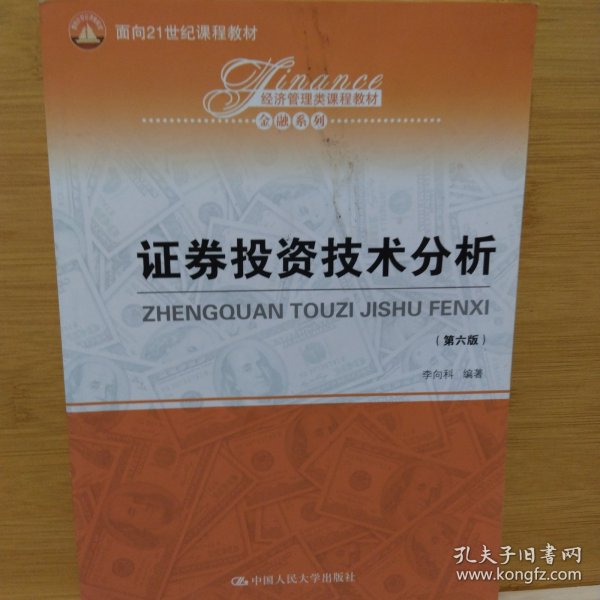 面向21世纪课程教材
Finance
经济管理类课程教材
金融系列
证券投资技术分析
ZHENGQUAN TOUZI JISHU FENXI
（第六版）
李向科 编著
中国人民大学出版社
孔夫子旧书网
www.kongfz.com